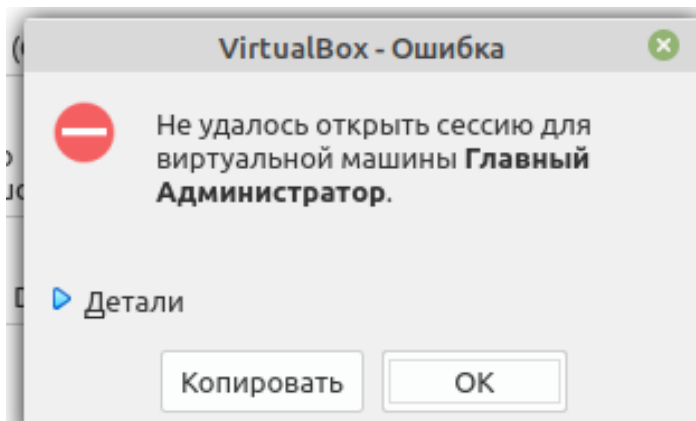 VirtualBox - Ошибка
Не удалось открыть сессию для
виртуальной машины Главный
Администратор.
Детали
Копировать OK